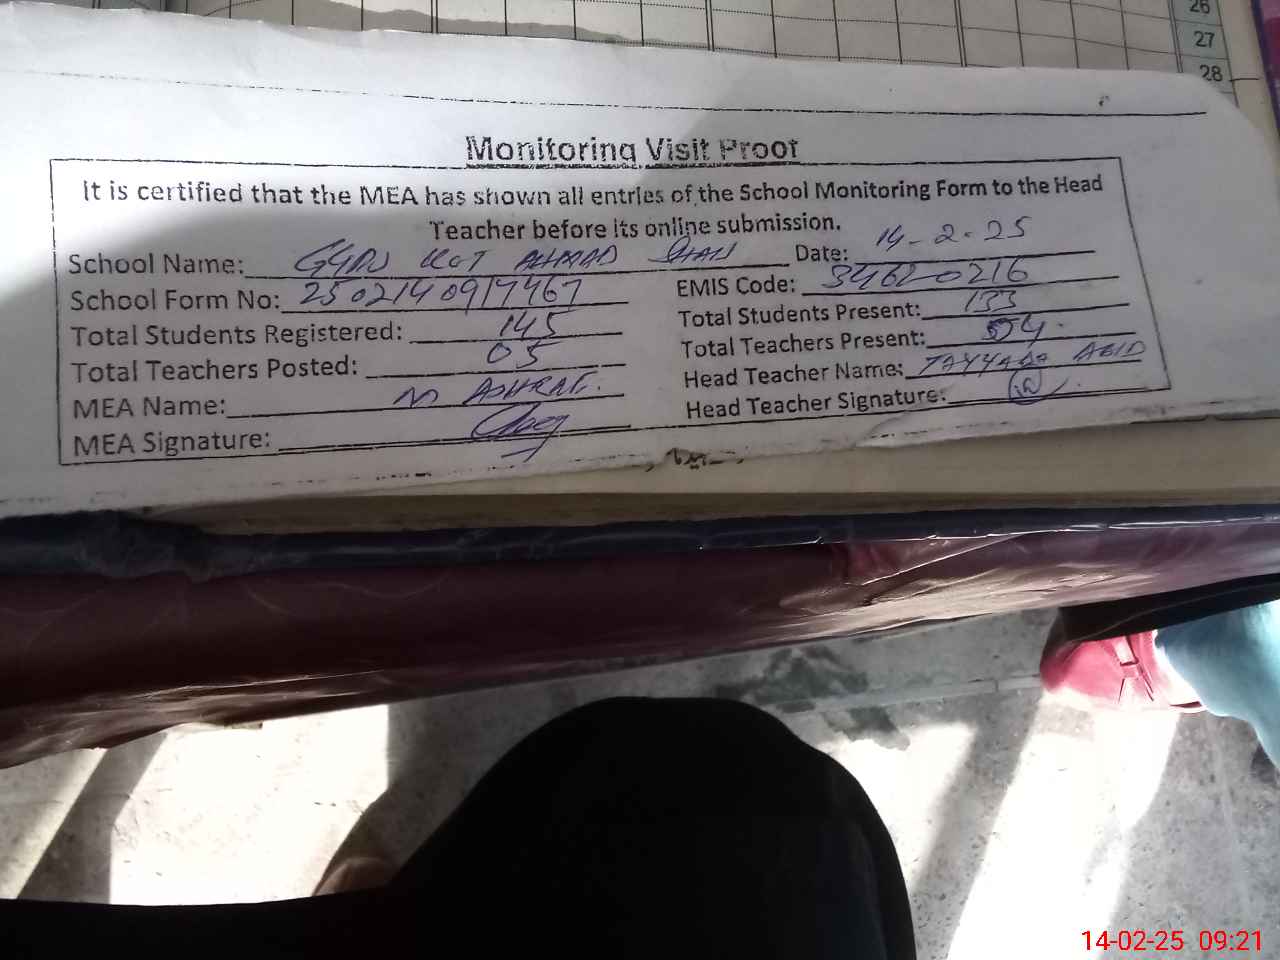 26
27
28
Monitoring Visit Proof
It is certified that the MEA has shown all entries of the School Monitoring Form to the Head
Teacher before its online submission.
School Name: KOT AHMAD SHAH Date: 14-2-25
School Form No: 2502140917467 EMIS Code: 34620216
Total Students Registered: 145 Total Students Present: 133
Total Teachers Posted: 05 Total Teachers Present: 04
MEA Name: M ASHRAF. Head Teacher Name: TAYYABA ABID
MEA Signature: Head Teacher Signature:
14-02-25 09:21